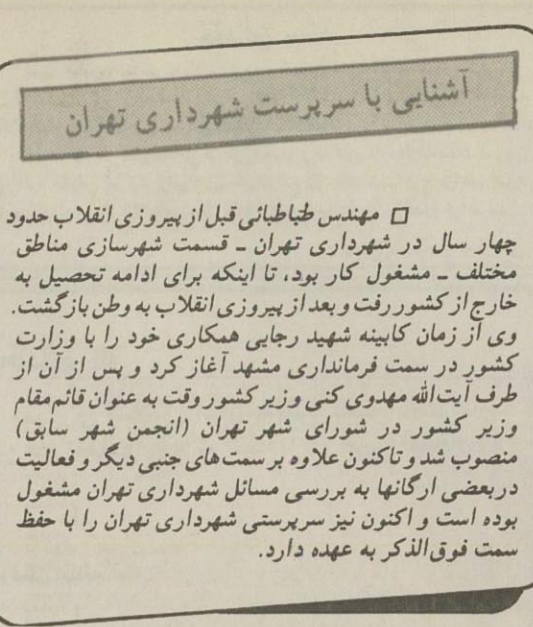 آشنایی با سرپرست شهرداری تهران
□ مهندس طباطبائی قبل از پیروزی انقلاب حدود
چهار سال در شهرداری تهران ـ قسمت شهرسازی مناطق
مختلف ـ مشغول کار بود، تا اینکه برای ادامه تحصیل به
خارج از کشور رفت و بعد از پیروزی انقلاب به وطن بازگشت.
وی از زمان کابینه شهید رجایی همکاری خود را با وزارت
کشور در سمت فرمانداری مشهد آغاز کرد و پس از آن از
طرف آیت‌الله مهدوی کنی وزیر کشور وقت به عنوان قائم‌مقام
وزیر کشور در شورای شهر تهران (انجمن شهر سابق)
منصوب شد و تاکنون علاوه بر سمت‌های جنبی دیگر و فعالیت
در بعضی ارگانها به بررسی مسائل شهرداری تهران مشغول
بوده است و اکنون نیز سرپرستی شهرداری تهران را با حفظ
سمت فوق‌الذکر به عهده دارد.